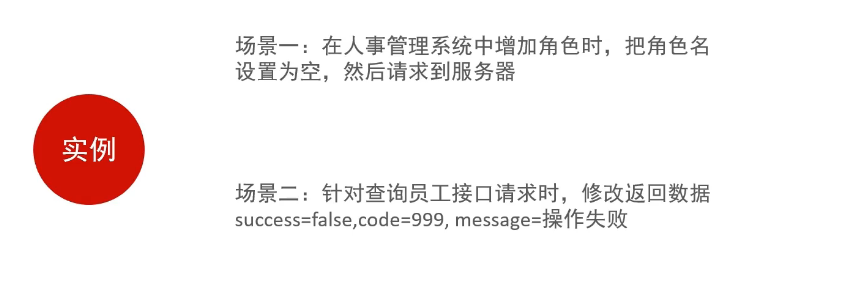 实例
场景一：在人事管理系统中增加角色时，把角色名
设置为空，然后请求到服务器
场景二：针对查询员工接口请求时，修改返回数据
success=false,code=999, message=操作失败